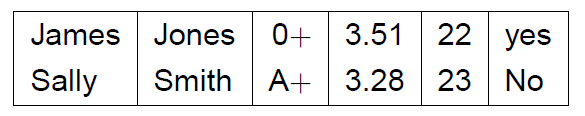 James Jones 0+ 3.51 22 yes
Sally Smith A+ 3.28 23 No